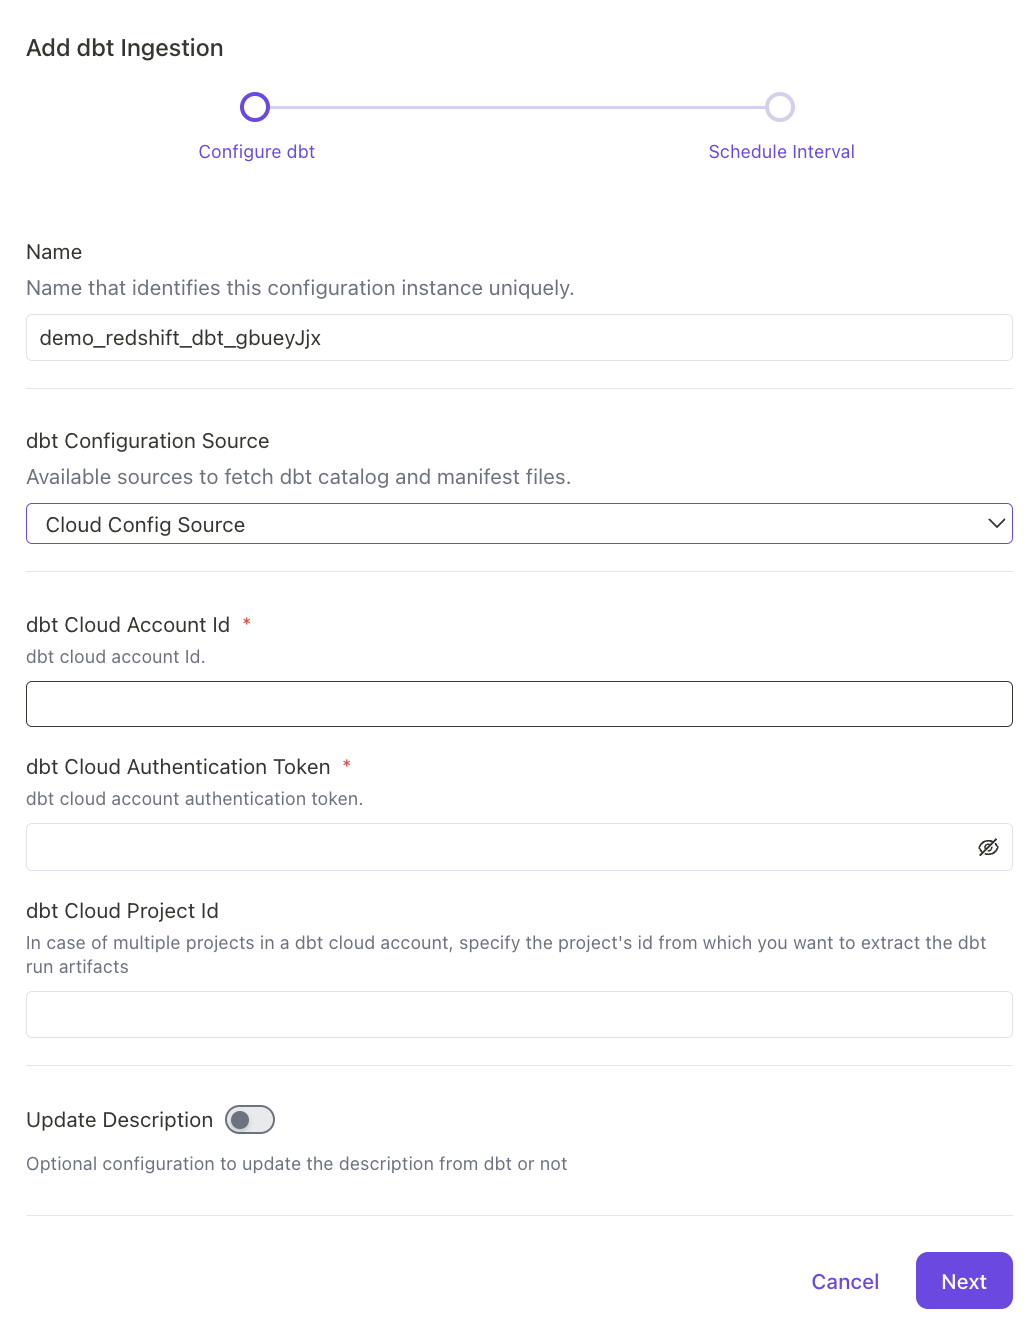 Add dbt Ingestion
Configure dbt
Schedule Interval
Name
Name that identifies this configuration instance uniquely.
demo_redshift_dbt_gbueyJjx
dbt Configuration Source
Available sources to fetch dbt catalog and manifest files.
Cloud Config Source
dbt Cloud Account Id *
dbt cloud account Id.
dbt Cloud Authentication Token *
dbt cloud account authentication token.
dbt Cloud Project Id
In case of multiple projects in a dbt cloud account, specify the project's id from which you want to extract the dbt
run artifacts
Update Description
Optional configuration to update the description from dbt or not
Cancel
Next